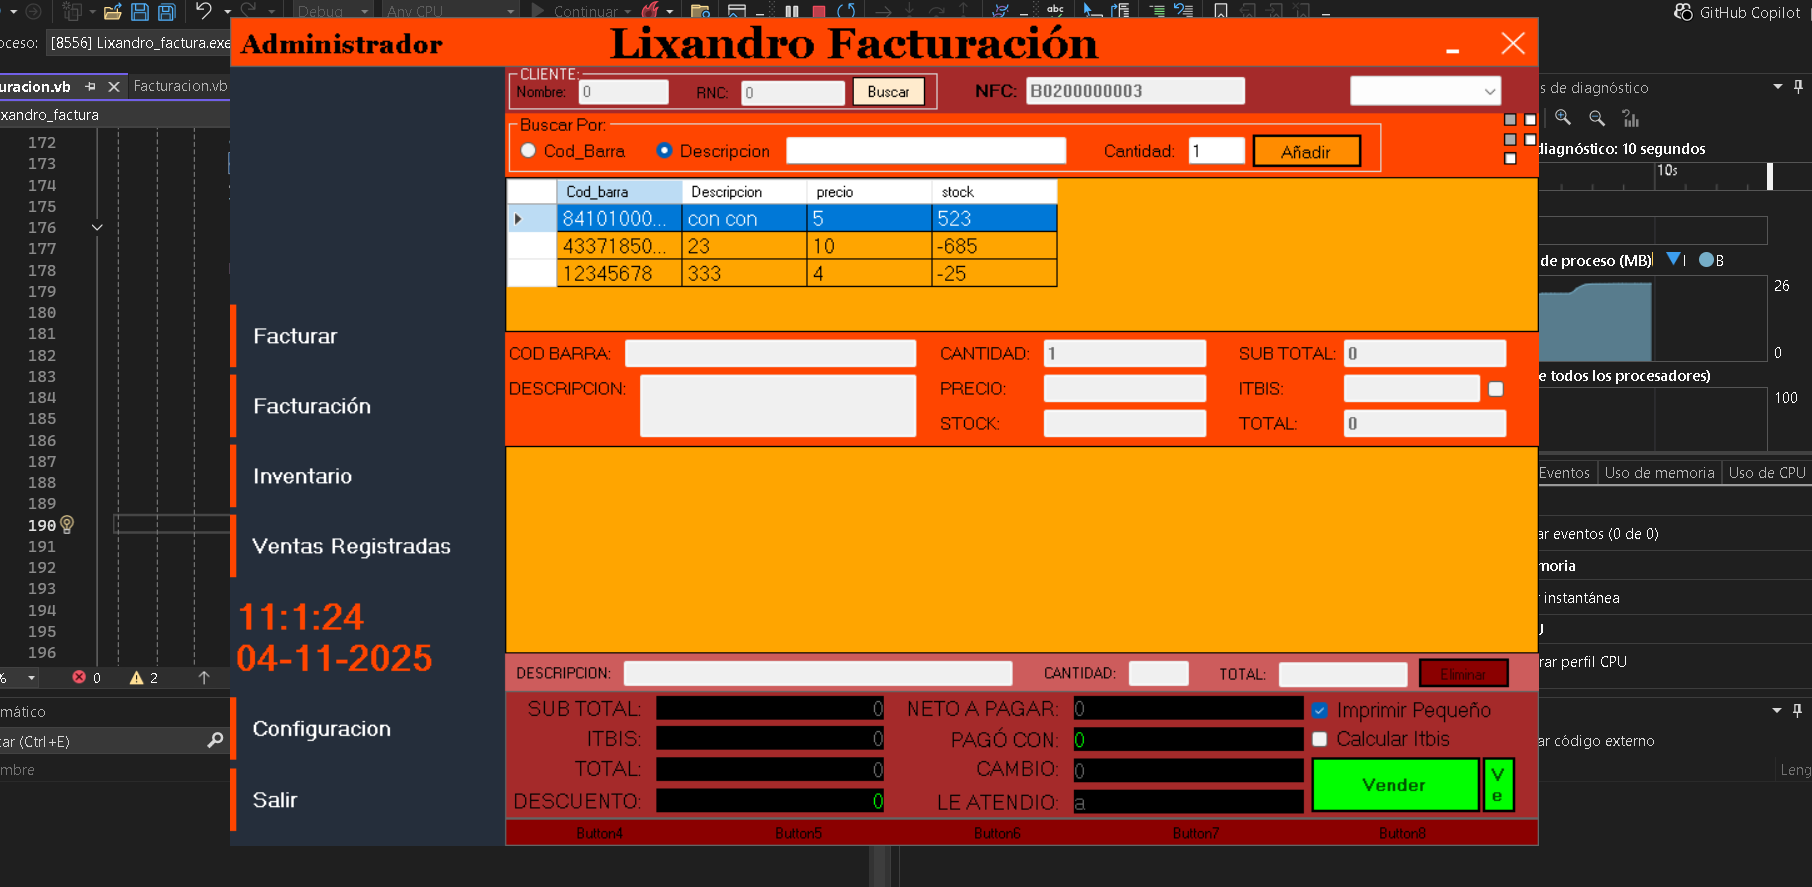 Debug
Any CPU
Continuar
GitHub Copilot
oceso: [8556] Lixandro_factura.exe
Administrador
Lixandro Facturación
uracion.vb
Facturacion.vb
xandro_factura
CLIENTE:
Nombre: 0
RNC: 0
Buscar
NFC: B0200000003
s de diagnóstico
Buscar Por:
Cod_Barra
Descripcion
Cantidad: 1
Añadir
diagnóstico: 10 segundos
10s
Cod_barra Descripcion precio stock
84101000... con con 5 523
43371850... 23 10 -685
12345678 333 4 -25
172
173
174
175
176
177
178
179
180
181
182
183
184
185
186
187
188
189
190
191
192
193
194
195
196
de proceso (MB)
I
B
26
0
e todos los procesadores)
100
Eventos
Uso de memoria
Uso de CPU
ar eventos (0 de 0)
moria
instantánea
rar perfil CPU
Facturar
Facturación
Inventario
Ventas Registradas
11:1:24
04-11-2025
Configuracion
Salir
COD BARRA:
CANTIDAD: 1
SUB TOTAL: 0
DESCRIPCION:
PRECIO:
ITBIS:
STOCK:
TOTAL: 0
DESCRIPCION:
CANTIDAD:
TOTAL:
Eliminar
SUB TOTAL: 0
NETO A PAGAR: 0
Imprimir Pequeño
ITBIS: 0
PAGÓ CON: 0
Calcular Itbis
TOTAL: 0
CAMBIO: 0
Vender
Ve
DESCUENTO: 0
LE ATENDIO: a
Button4
Button5
Button6
Button7
Button8
%
0
2
mático
car (Ctrl+E)
mbre
ar código externo
Leng